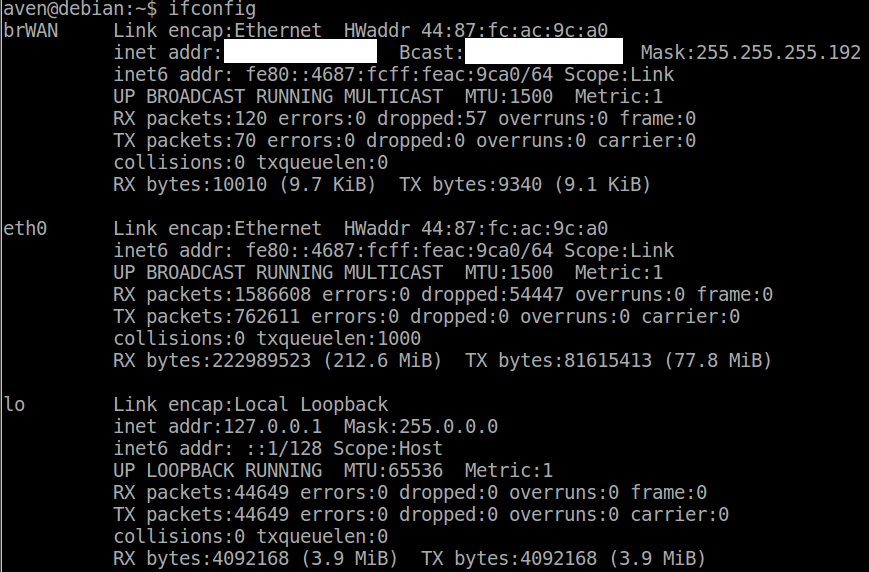 aven@debian:~$ ifconfig
brWAN     Link encap:Ethernet  HWaddr 44:87:fc:ac:9c:a0
          inet addr:  Bcast:  Mask:255.255.255.192
          inet6 addr: fe80::4687:fcff:feac:9ca0/64 Scope:Link
          UP BROADCAST RUNNING MULTICAST  MTU:1500  Metric:1
          RX packets:120 errors:0 dropped:57 overruns:0 frame:0
          TX packets:70 errors:0 dropped:0 overruns:0 carrier:0
          collisions:0 txqueuelen:0
          RX bytes:10010 (9.7 KiB)  TX bytes:9340 (9.1 KiB)
eth0      Link encap:Ethernet  HWaddr 44:87:fc:ac:9c:a0
          inet6 addr: fe80::4687:fcff:feac:9ca0/64 Scope:Link
          UP BROADCAST RUNNING MULTICAST  MTU:1500  Metric:1
          RX packets:1586608 errors:0 dropped:54447 overruns:0 frame:0
          TX packets:762611 errors:0 dropped:0 overruns:0 carrier:0
          collisions:0 txqueuelen:1000
          RX bytes:222989523 (212.6 MiB)  TX bytes:81615413 (77.8 MiB)
lo        Link encap:Local Loopback
          inet addr:127.0.0.1  Mask:255.0.0.0
          inet6 addr: ::1/128 Scope:Host
          UP LOOPBACK RUNNING  MTU:65536  Metric:1
          RX packets:44649 errors:0 dropped:0 overruns:0 frame:0
          TX packets:44649 errors:0 dropped:0 overruns:0 carrier:0
          collisions:0 txqueuelen:0
          RX bytes:4092168 (3.9 MiB)  TX bytes:4092168 (3.9 MiB)